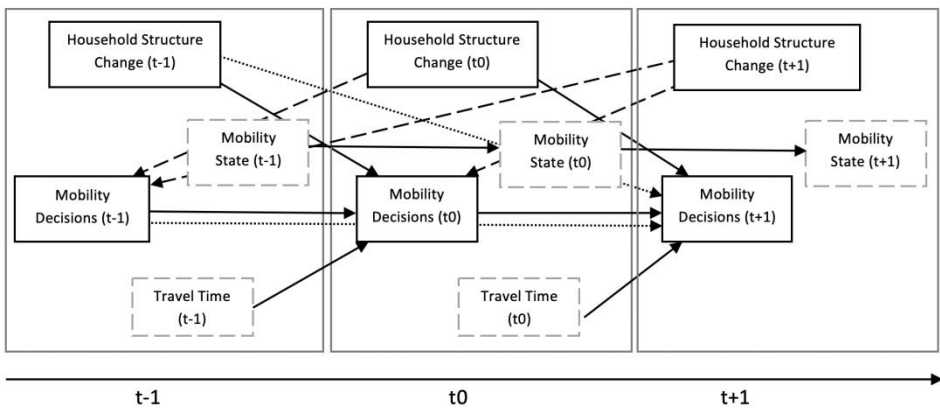 Household Structure
Change (t-1)
Household Structure
Change (t0)
Household Structure
Change (t+1)
Mobility
State (t-1)
Mobility
State (t0)
Mobility
State (t+1)
Mobility
Decisions (t-1)
Mobility
Decisions (t0)
Mobility
Decisions (t+1)
Travel Time
(t-1)
Travel Time
(t0)
t-1
t0
t+1